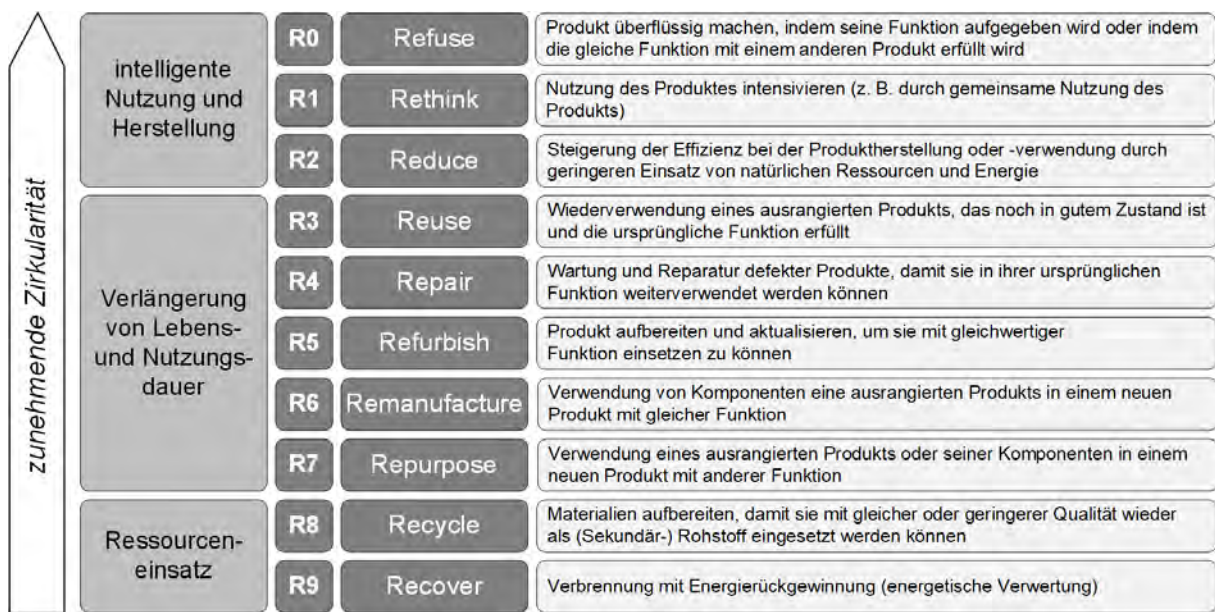 zunehmende Zirkularität
intelligente
Nutzung und
Herstellung
R0
Refuse
Produkt überflüssig machen, indem seine Funktion aufgegeben wird oder indem
die gleiche Funktion mit einem anderen Produkt erfüllt wird
R1
Rethink
Nutzung des Produktes intensivieren (z. B. durch gemeinsame Nutzung des
Produkts)
R2
Reduce
Steigerung der Effizienz bei der Produktherstellung oder -verwendung durch
geringeren Einsatz von natürlichen Ressourcen und Energie
Verlängerung
von Lebens-
und Nutzungs-
dauer
R3
Reuse
Wiederverwendung eines ausrangierten Produkts, das noch in gutem Zustand ist
und die ursprüngliche Funktion erfüllt
R4
Repair
Wartung und Reparatur defekter Produkte, damit sie in ihrer ursprünglichen
Funktion weiterverwendet werden können
R5
Refurbish
Produkt aufbereiten und aktualisieren, um sie mit gleichwertiger
Funktion einsetzen zu können
R6
Remanufacture
Verwendung von Komponenten eine ausrangierten Produkts in einem neuen
Produkt mit gleicher Funktion
R7
Repurpose
Verwendung eines ausrangierten Produkts oder seiner Komponenten in einem
neuen Produkt mit anderer Funktion
Ressourcen-
einsatz
R8
Recycle
Materialien aufbereiten, damit sie mit gleicher oder geringerer Qualität wieder
als (Sekundär-) Rohstoff eingesetzt werden können
R9
Recover
Verbrennung mit Energierückgewinnung (energetische Verwertung)